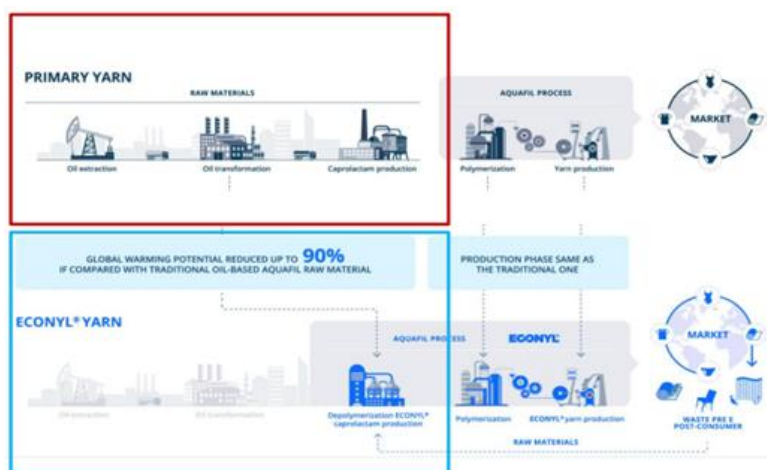 PRIMARY YARN
RAW MATERIALS
Oil extraction
Oil transformation
Caprolactam production
AQUAFIL PROCESS
Polymerization
Yarn production
MARKET
GLOBAL WARMING POTENTIAL REDUCED UP TO 90%
IF COMPARED WITH TRADITIONAL OIL-BASED AQUAFIL RAW MATERIAL
PRODUCTION PHASE SAME AS
THE TRADITIONAL ONE
ECONYL® YARN
Oil extraction
Oil transformation
AQUAFIL PROCESS
ECONYL®
Depolymerization ECONYL®
caprolactam production
Polymerization
ECONYL® yarn production
MARKET
WASTE PRE E
POST-CONSUMER
RAW MATERIALS